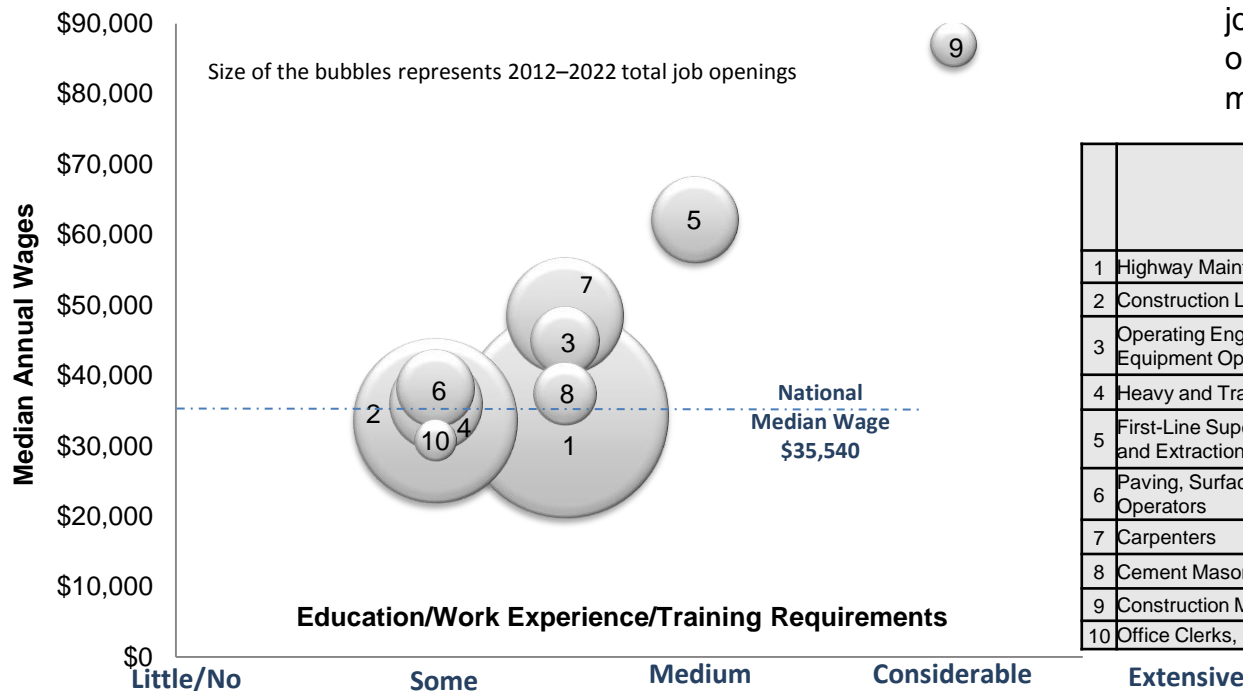 $90,000
$80,000
$70,000
$60,000
$50,000
$40,000
$30,000
$20,000
$10,000
$0
Median Annual Wages
Size of the bubbles represents 2012–2022 total job openings
9
5
7
3
6
8
2
4
10
1
National
Median Wage
$35,540
Education/Work Experience/Training Requirements
Little/No
Some
Medium
Considerable
Extensive
jo
o
m
1 Highway Main
2 Construction L
3 Operating Eng
Equipment Op
4 Heavy and Tra
5 First-Line Supe
and Extraction
6 Paving, Surfac
Operators
7 Carpenters
8 Cement Maso
9 Construction M
10 Office Clerks,